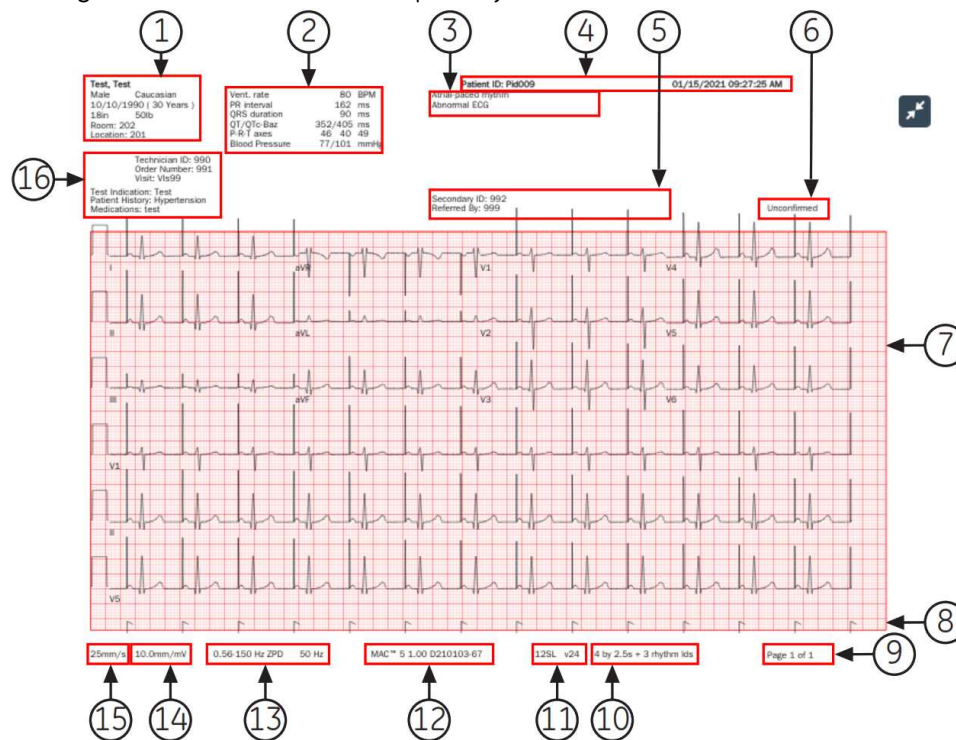 1 2 3 4 5 6
Test, Test
Male Caucasian
10/10/1990 ( 30 Years )
18in 50lb
Room: 202
Location: 201
Vent. rate 80 BPM
PR interval 162 ms
QRS duration 90 ms
QT/QTc-Baz 352/405 ms
P-R-T axes 46 40 49
Blood Pressure 77/101 mmHg
Patient ID: Pid009 01/15/2021 09:27:25 AM
Atrial-paced rhythm
Abnormal ECG
16
Technician ID: 990
Order Number: 991
Visit: Vis99
Test Indication: Test
Patient History: Hypertension
Medications: test
Secondary ID: 992
Referred By: 999
Unconfirmed
I aVR V1 V4
II aVL V2 V5
7
III aVF V3 V6
V1
II
V5
8
25mm/s 10.0mm/mV 0.56-150 Hz ZPD 50 Hz MAC™ 5 1.00 D210103-67 12SL v24 4 by 2.5s + 3 rhythm lds Page 1 of 1
9
15 14 13 12 11 10